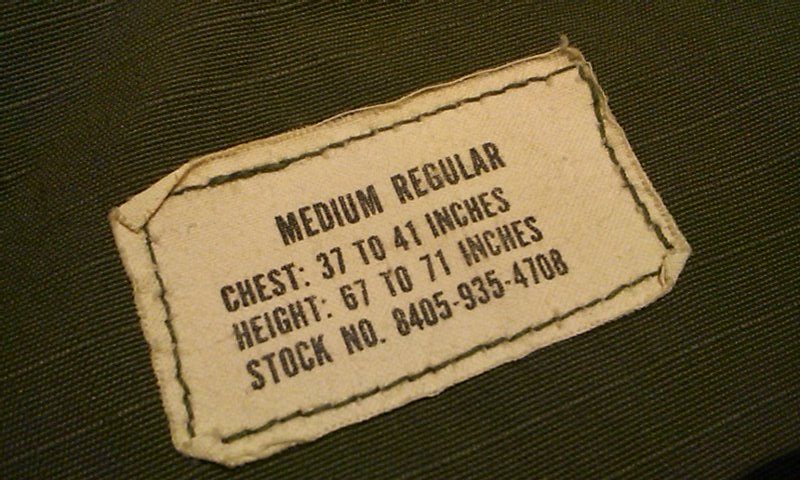 MEDIUM REGULAR
CHEST: 37 TO 41 INCHES
HEIGHT: 67 TO 71 INCHES
STOCK NO. 8405-935-4708